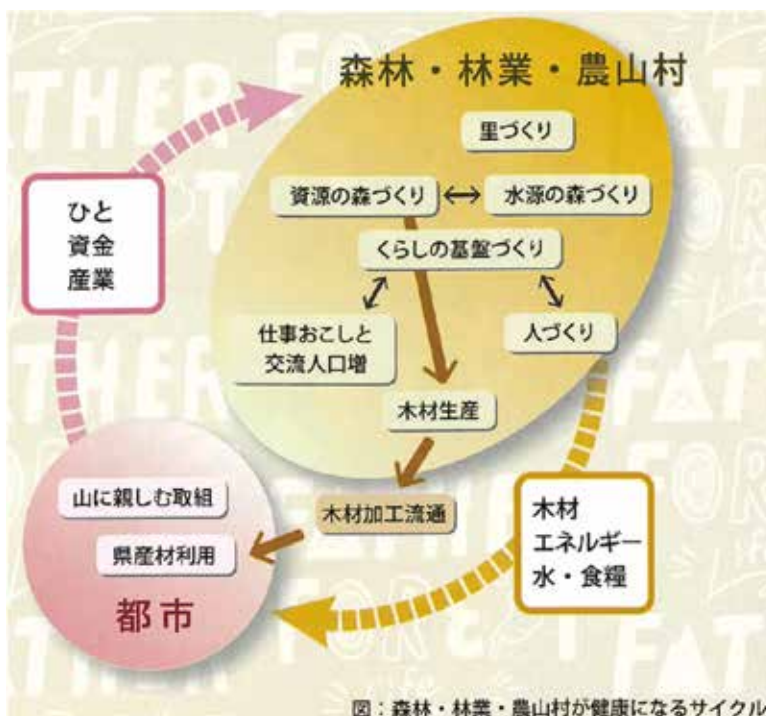 森林・林業・農山村
里づくり
資源の森づくり
水源の森づくり
くらしの基盤づくり
仕事おこしと
交流人口増
人づくり
木材生産
木材加工流通
ひと
資金
産業
山に親しむ取組
県産材利用
都市
木材
エネルギー
水・食糧
図：森林・林業・農山村が健康になるサイクル